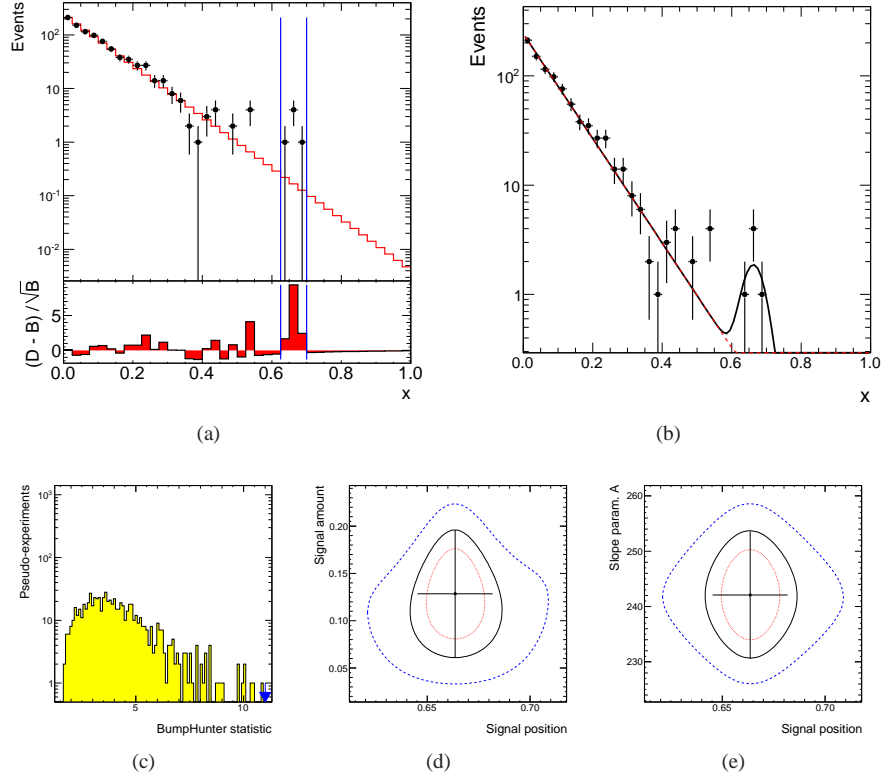 Events
10²
10
1
10⁻¹
10⁻²
(D - B) / √B
5
0
0.0 0.2 0.4 0.6 0.8 1.0
x
(a)
Events
10²
10
1
0.0 0.2 0.4 0.6 0.8 1.0
x
(b)
Pseudo-experiments
10³
10²
10
1
5 10
BumpHunter statistic
(c)
Signal amount
0.20
0.15
0.10
0.05
0.65 0.70
Signal position
(d)
Slope param. A
260
250
240
230
0.65 0.70
Signal position
(e)